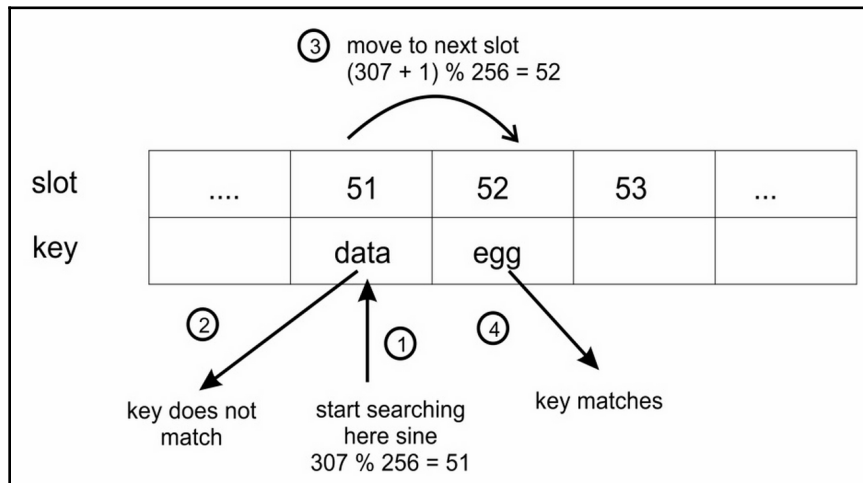 3 move to next slot
(307 + 1) % 256 = 52
slot .... 51 52 53 ...
key data egg
2
1
4
key does not
match
start searching
here sine
307 % 256 = 51
key matches